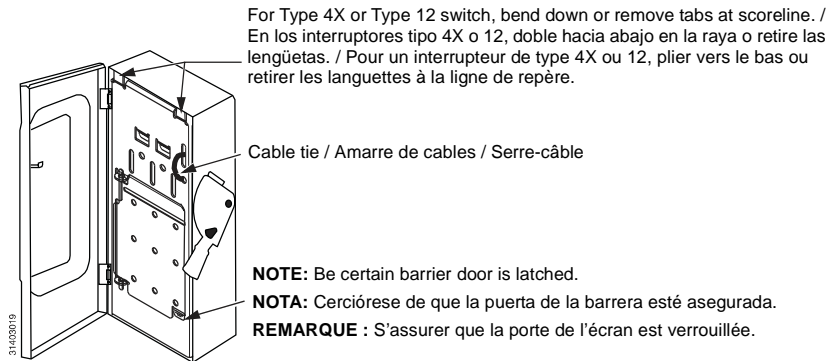 For Type 4X or Type 12 switch, bend down or remove tabs at scoreline. /
En los interruptores tipo 4X o 12, doble hacia abajo en la raya o retire las
lengüetas. / Pour un interrupteur de type 4X ou 12, plier vers le bas ou
retirer les languettes à la ligne de repère.
Cable tie / Amarre de cables / Serre-câble
NOTE: Be certain barrier door is latched.
NOTA: Cerciórese de que la puerta de la barrera esté asegurada.
REMARQUE : S’assurer que la porte de l’écran est verrouillée.
31403019